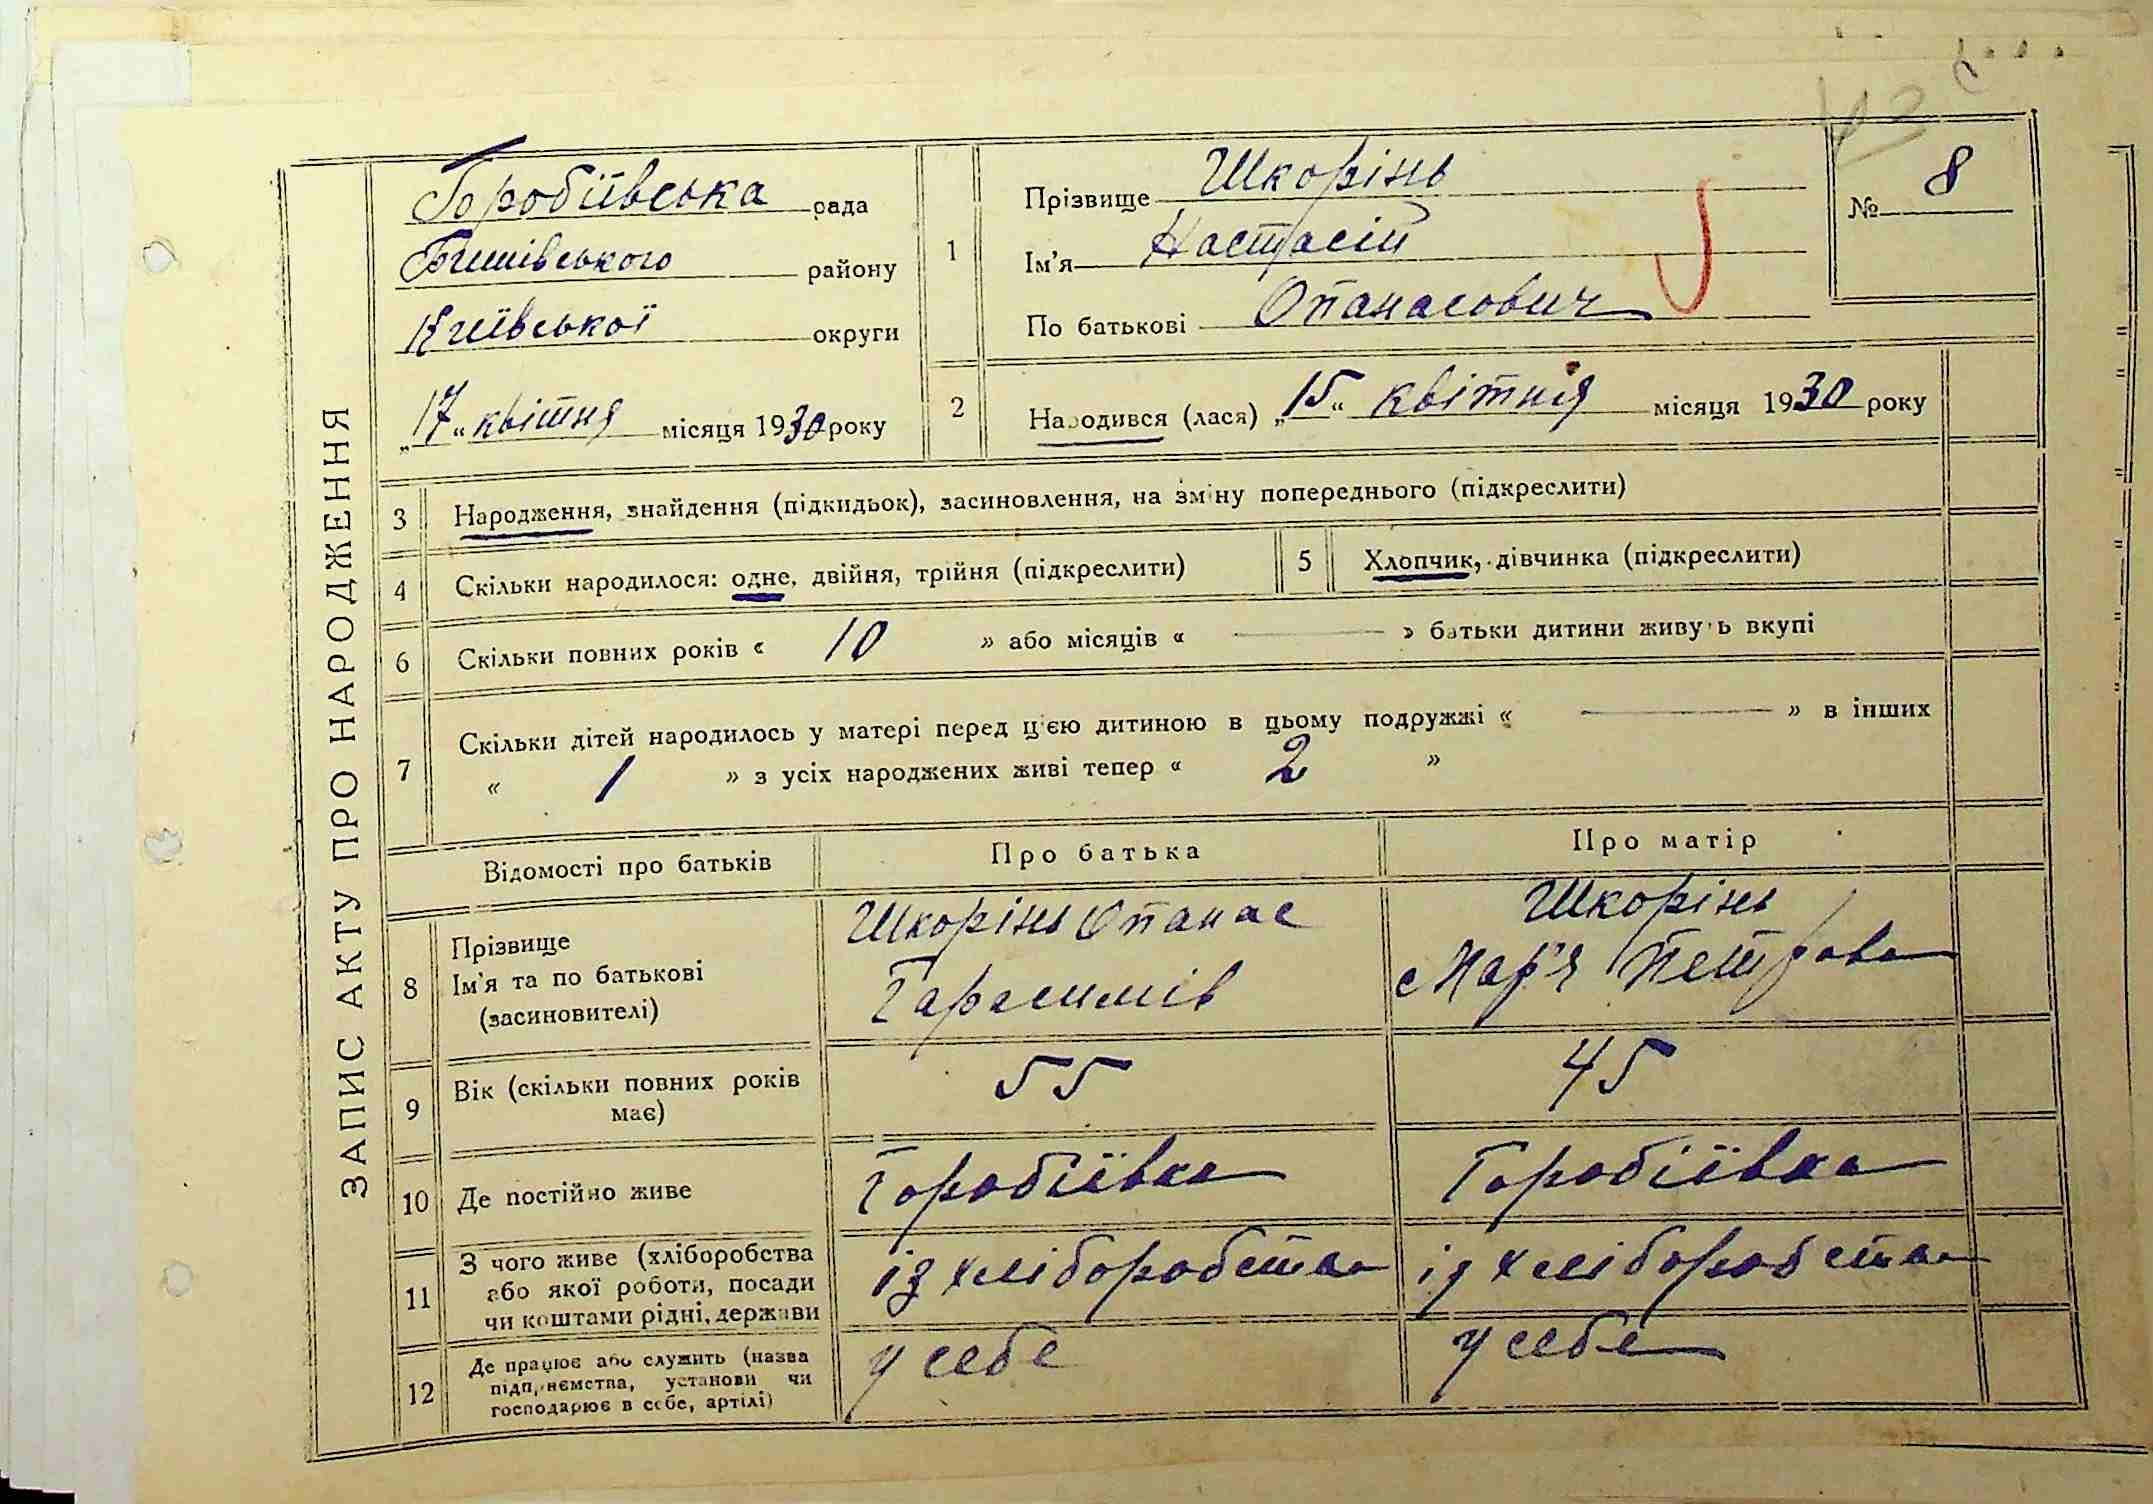 ЗАПИС АКТУ ПРО НАРОДЖЕННЯ
Горобіївська рада
Бишівського району
Київської округи
„17“ квітня місяця 1930 року
1
Прізвище Шкорінь
Ім'я Настасій
По батькові Опанасович
№ 8
2
Народився (лася) „15“ квітня місяця 1930 року
3 Народження, знайдення (підкидьок), засиновлення, на зміну попереднього (підкреслити)
4 Скільки народилося: одне, двійня, трійня (підкреслити)
5 Хлопчик, дівчинка (підкреслити)
6 Скільки повних років « 10 » або місяців « — » батьки дитини живуть вкупі
7 Скільки дітей народилось у матері перед цією дитиною в цьому подружжі « — » в інших
« 1 » з усіх народжених живі тепер « 2 »
Відомості про батьків Про батька Про матір
8 Прізвище
Ім'я та по батькові
(засиновителі)
Шкорінь Опанас
Гарасимів
Шкорінь
Мар'я Петрова
9 Вік (скільки повних років
має)
55 45
10 Де постійно живе Горобіївка Горобіївка
11 З чого живе (хліборобства
або якої роботи, посади
чи коштами рідні, держави
із хліборобства із хліборобства
12 Де працює або служить (назва
підприємства, установи чи
господарює в себе, артілі)
у себе у себе